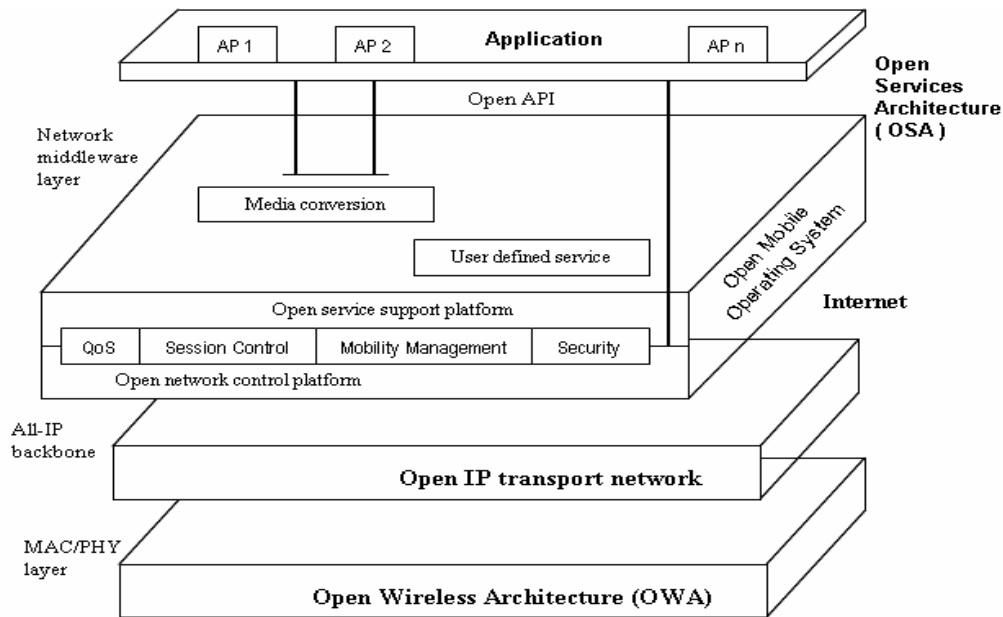 AP 1
AP 2
Application
AP n
Open
Services
Architecture
( OSA )
Open API
Network
middleware
layer
Media conversion
User defined service
Open Mobile
Operating System
Internet
Open service support platform
QoS
Session Control
Mobility Management
Security
Open network control platform
All-IP
backbone
Open IP transport network
MAC/PHY
layer
Open Wireless Architecture (OWA)